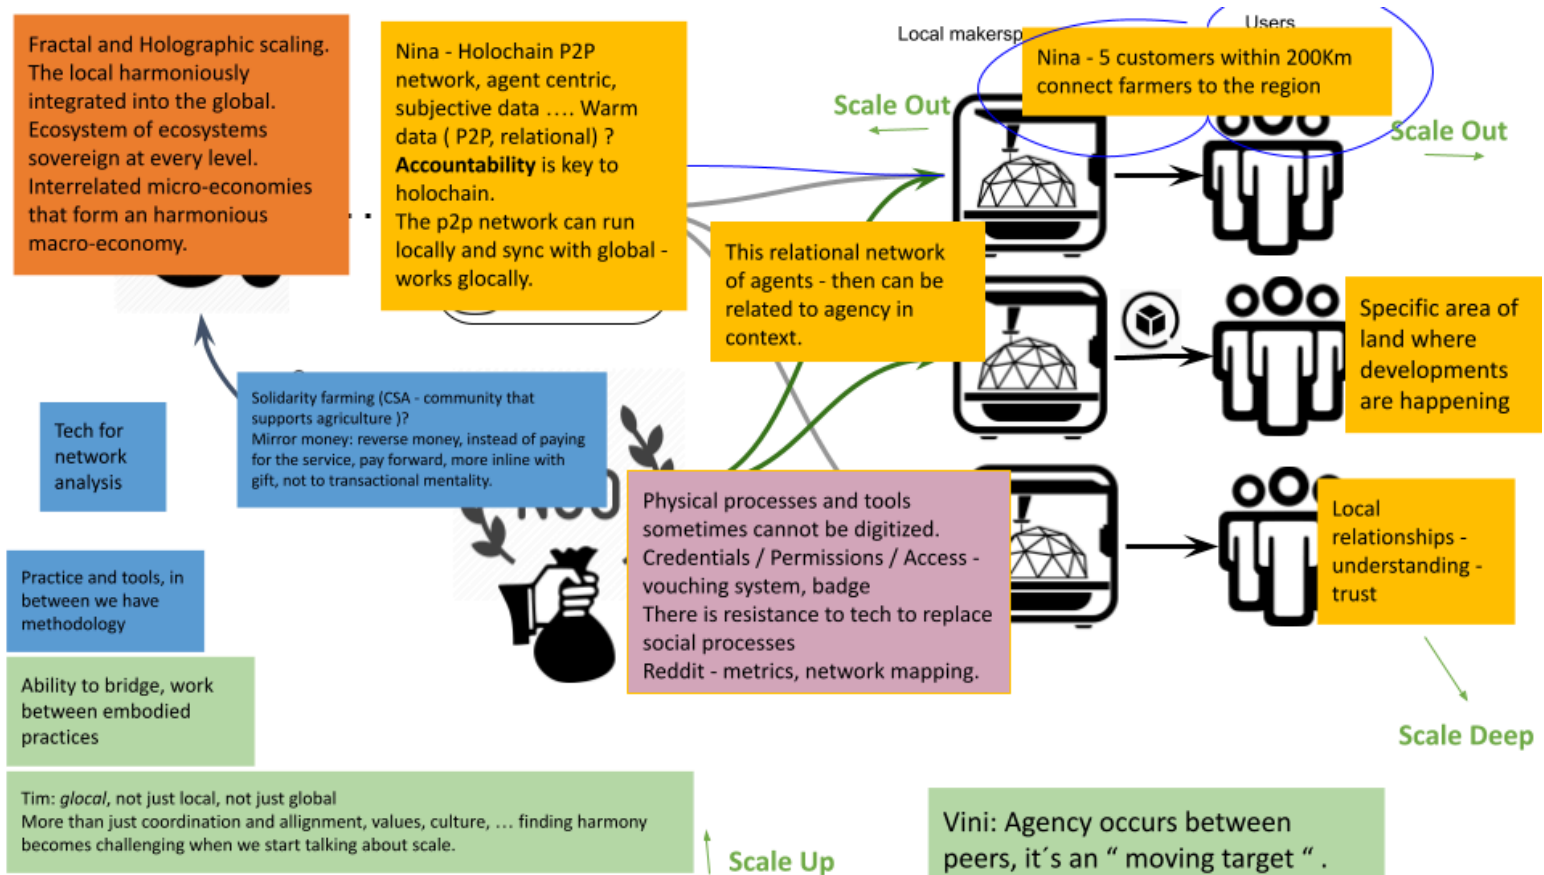 Fractal and Holographic scaling.
The local harmoniously
integrated into the global.
Ecosystem of ecosystems
sovereign at every level.
Interrelated micro-economies
that form an harmonious
macro-economy.
Nina - Holochain P2P
network, agent centric,
subjective data .... Warm
data ( P2P, relational) ?
Accountability is key to
holochain.
The p2p network can run
locally and sync with global -
works glocally.
Local makersp
Users
Nina - 5 customers within 200Km
connect farmers to the region
Scale Out
Scale Out
This relational network
of agents - then can be
related to agency in
context.
Specific area of
land where
developments
are happening
Tech for
network
analysis
Solidarity farming (CSA - community that
supports agriculture )?
Mirror money: reverse money, instead of paying
for the service, pay forward, more inline with
gift, not to transactional mentality.
Physical processes and tools
sometimes cannot be digitized.
Credentials / Permissions / Access -
vouching system, badge
There is resistance to tech to replace
social processes
Reddit - metrics, network mapping.
Local
relationships -
understanding -
trust
Practice and tools, in
between we have
methodology
Ability to bridge, work
between embodied
practices
Scale Deep
Tim: glocal, not just local, not just global
More than just coordination and allignment, values, culture, ... finding harmony
becomes challenging when we start talking about scale.
Scale Up
Vini: Agency occurs between
peers, it´s an “ moving target “ .